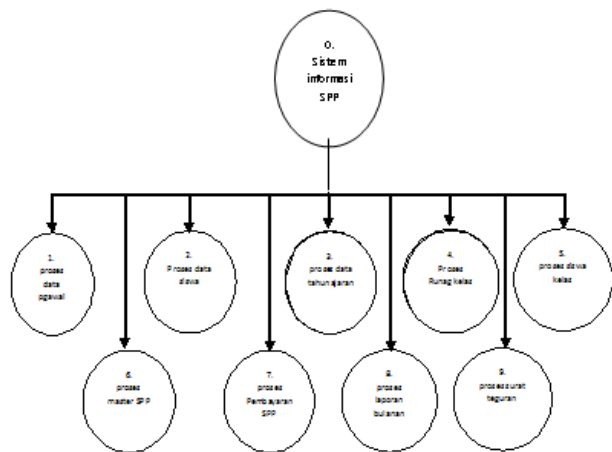 0.
Sistem
informasi
SPP
1.
proses
data
pgawai
2.
Proses data
siswa
3.
proses data
tahun ajaran
4.
Proses
Runag kelas
5.
proses siswa
kelas
6.
proses
master SPP
7.
proses
Pembayaran
SPP
8.
proses
laporan
bulanan
9.
proses surat
teguran